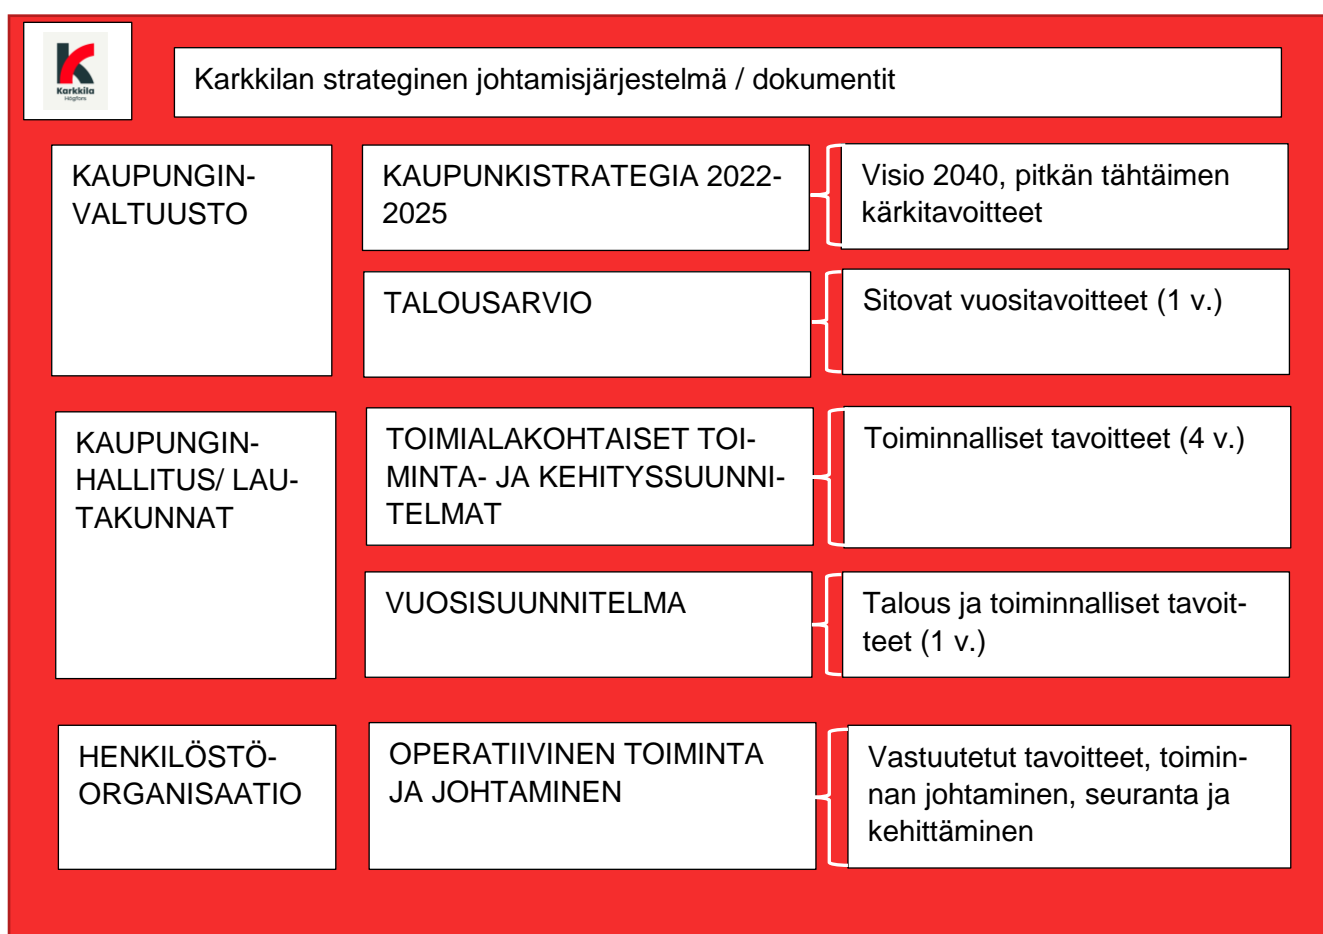 Karkkila
Högfors
Karkkilan strateginen johtamisjärjestelmä / dokumentit
KAUPUNGIN-
VALTUUSTO
KAUPUNKISTRATEGIA 2022-
2025
Visio 2040, pitkän tähtäimen
kärkitavoitteet
TALOUSARVIO
Sitovat vuositavoitteet (1 v.)
KAUPUNGIN-
HALLITUS/ LAU-
TAKUNNAT
TOIMIALAKOHTAISET TOI-
MINTA- JA KEHITYSSUUNNI-
TELMAT
Toiminnalliset tavoitteet (4 v.)
VUOSISUUNNITELMA
Talous ja toiminnalliset tavoit-
teet (1 v.)
HENKILÖSTÖ-
ORGANISAATIO
OPERATIIVINEN TOIMINTA
JA JOHTAMINEN
Vastuutetut tavoitteet, toimin-
nan johtaminen, seuranta ja
kehittäminen